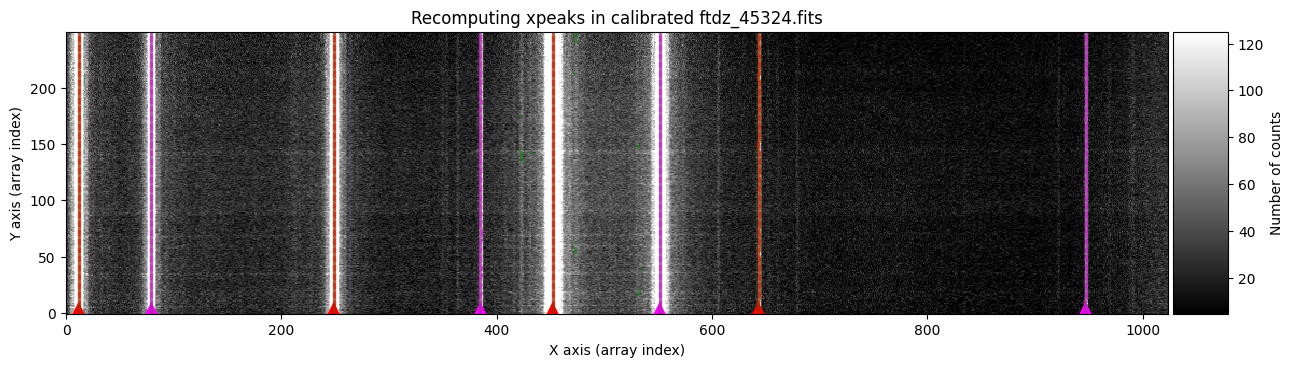 Recomputing xpeaks in calibrated ftdz_45324.fits
Y axis (array index)
200
150
100
50
0
0 200 400 600 800 1000
X axis (array index)
120
100
80
60
40
20
Number of counts